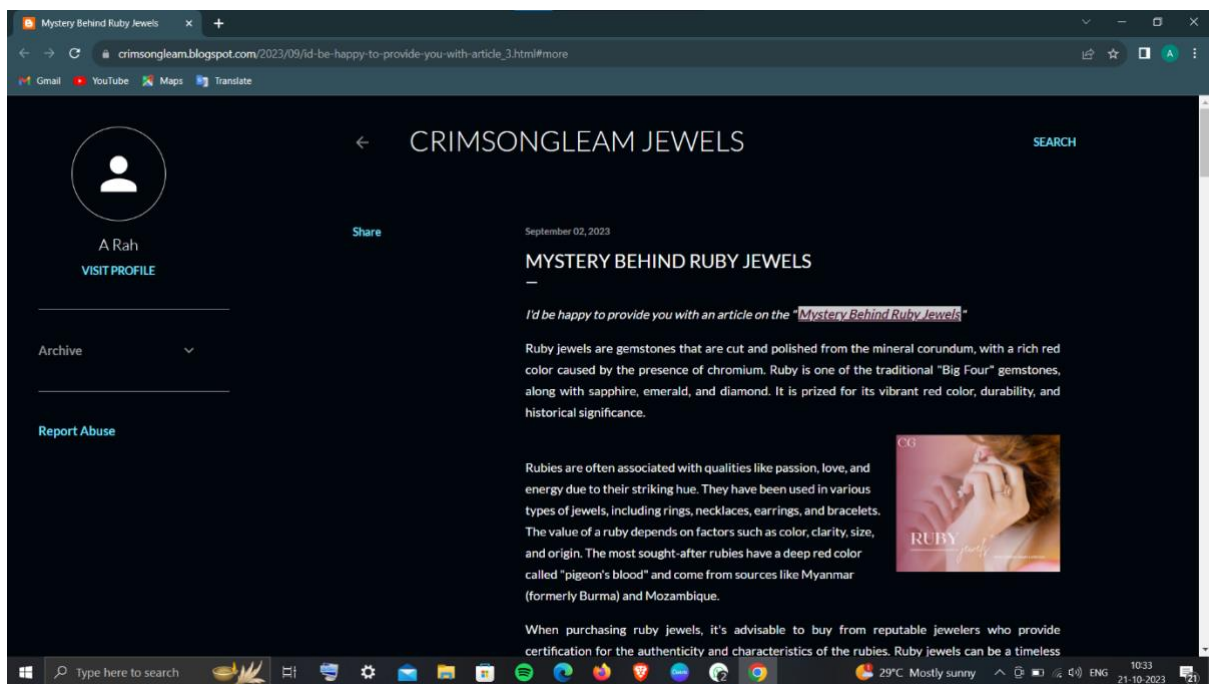 Mystery Behind Ruby Jewels
crimsongleam.blogspot.com/2023/09/id-be-happy-to-provide-you-with-article_3.html#more
Gmail YouTube Maps Translate
CRIMSONGLEAM JEWELS
SEARCH
A Rah
VISIT PROFILE
Archive
Report Abuse
Share
September 02, 2023
MYSTERY BEHIND RUBY JEWELS
I'd be happy to provide you with an article on the "Mystery Behind Ruby Jewels"
Ruby jewels are gemstones that are cut and polished from the mineral corundum, with a rich red
color caused by the presence of chromium. Ruby is one of the traditional "Big Four" gemstones,
along with sapphire, emerald, and diamond. It is prized for its vibrant red color, durability, and
historical significance.
Rubies are often associated with qualities like passion, love, and
energy due to their striking hue. They have been used in various
types of jewels, including rings, necklaces, earrings, and bracelets.
The value of a ruby depends on factors such as color, clarity, size,
and origin. The most sought-after rubies have a deep red color
called "pigeon's blood" and come from sources like Myanmar
(formerly Burma) and Mozambique.
CG
RUBY
jewels
When purchasing ruby jewels, it's advisable to buy from reputable jewelers who provide
certification for the authenticity and characteristics of the rubies. Ruby jewels can be a timeless
Type here to search
29°C Mostly sunny
ENG
10:33
21-10-2023
21